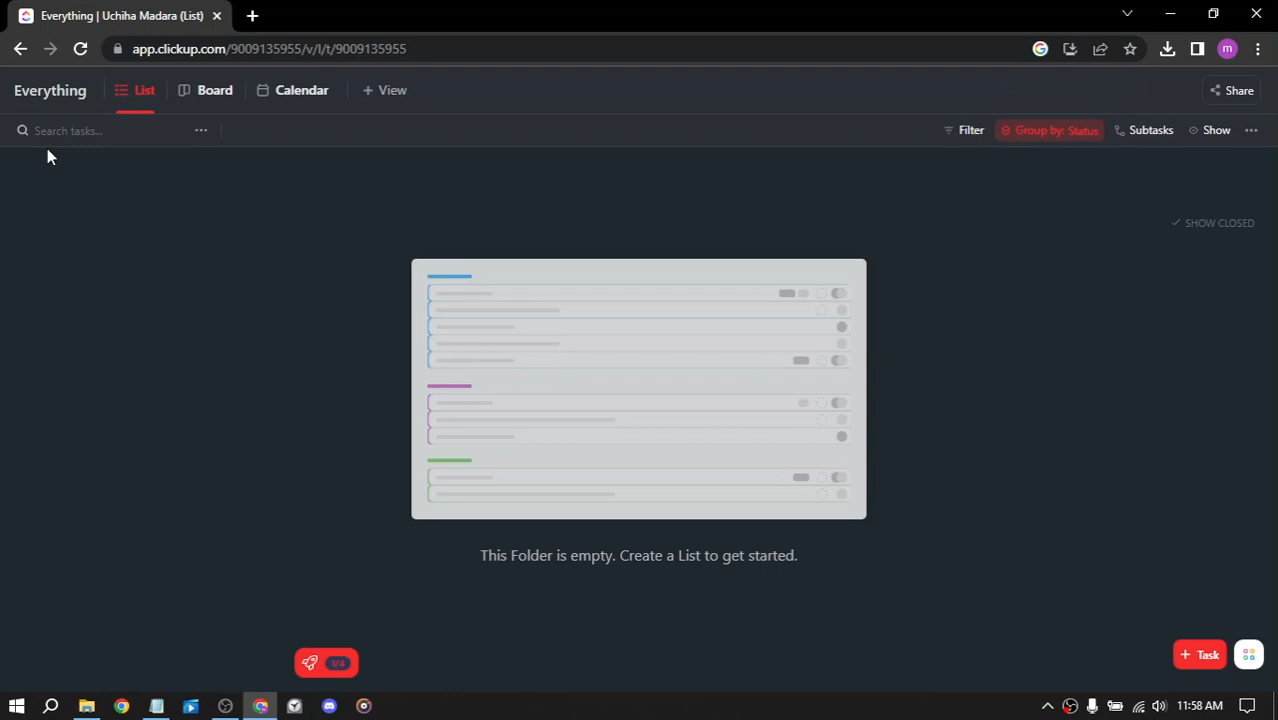 Everything | Uchiha Madara (List)
app.clickup.com/9009135955/v/l/t/9009135955
m
Everything
List
Board
Calendar
+ View
Share
Search tasks...
Filter
Group by: Status
Subtasks
Show
SHOW CLOSED
This Folder is empty. Create a List to get started.
1/4
+ Task
11:58 AM